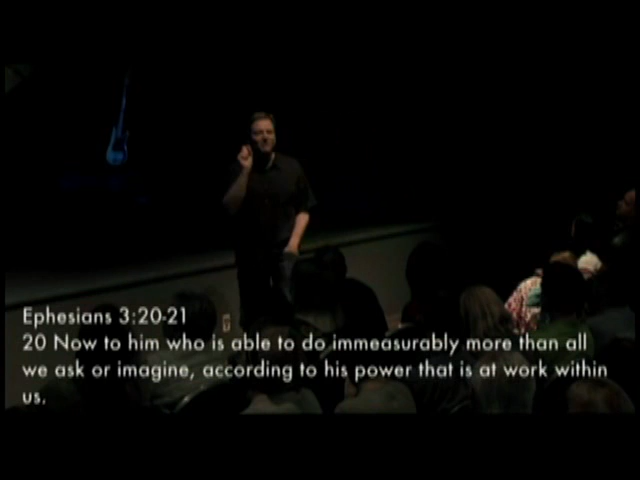 Ephesians 3:20-21
20 Now to him who is able to do immeasurably more than all
we ask or imagine, according to his power that is at work within
us,